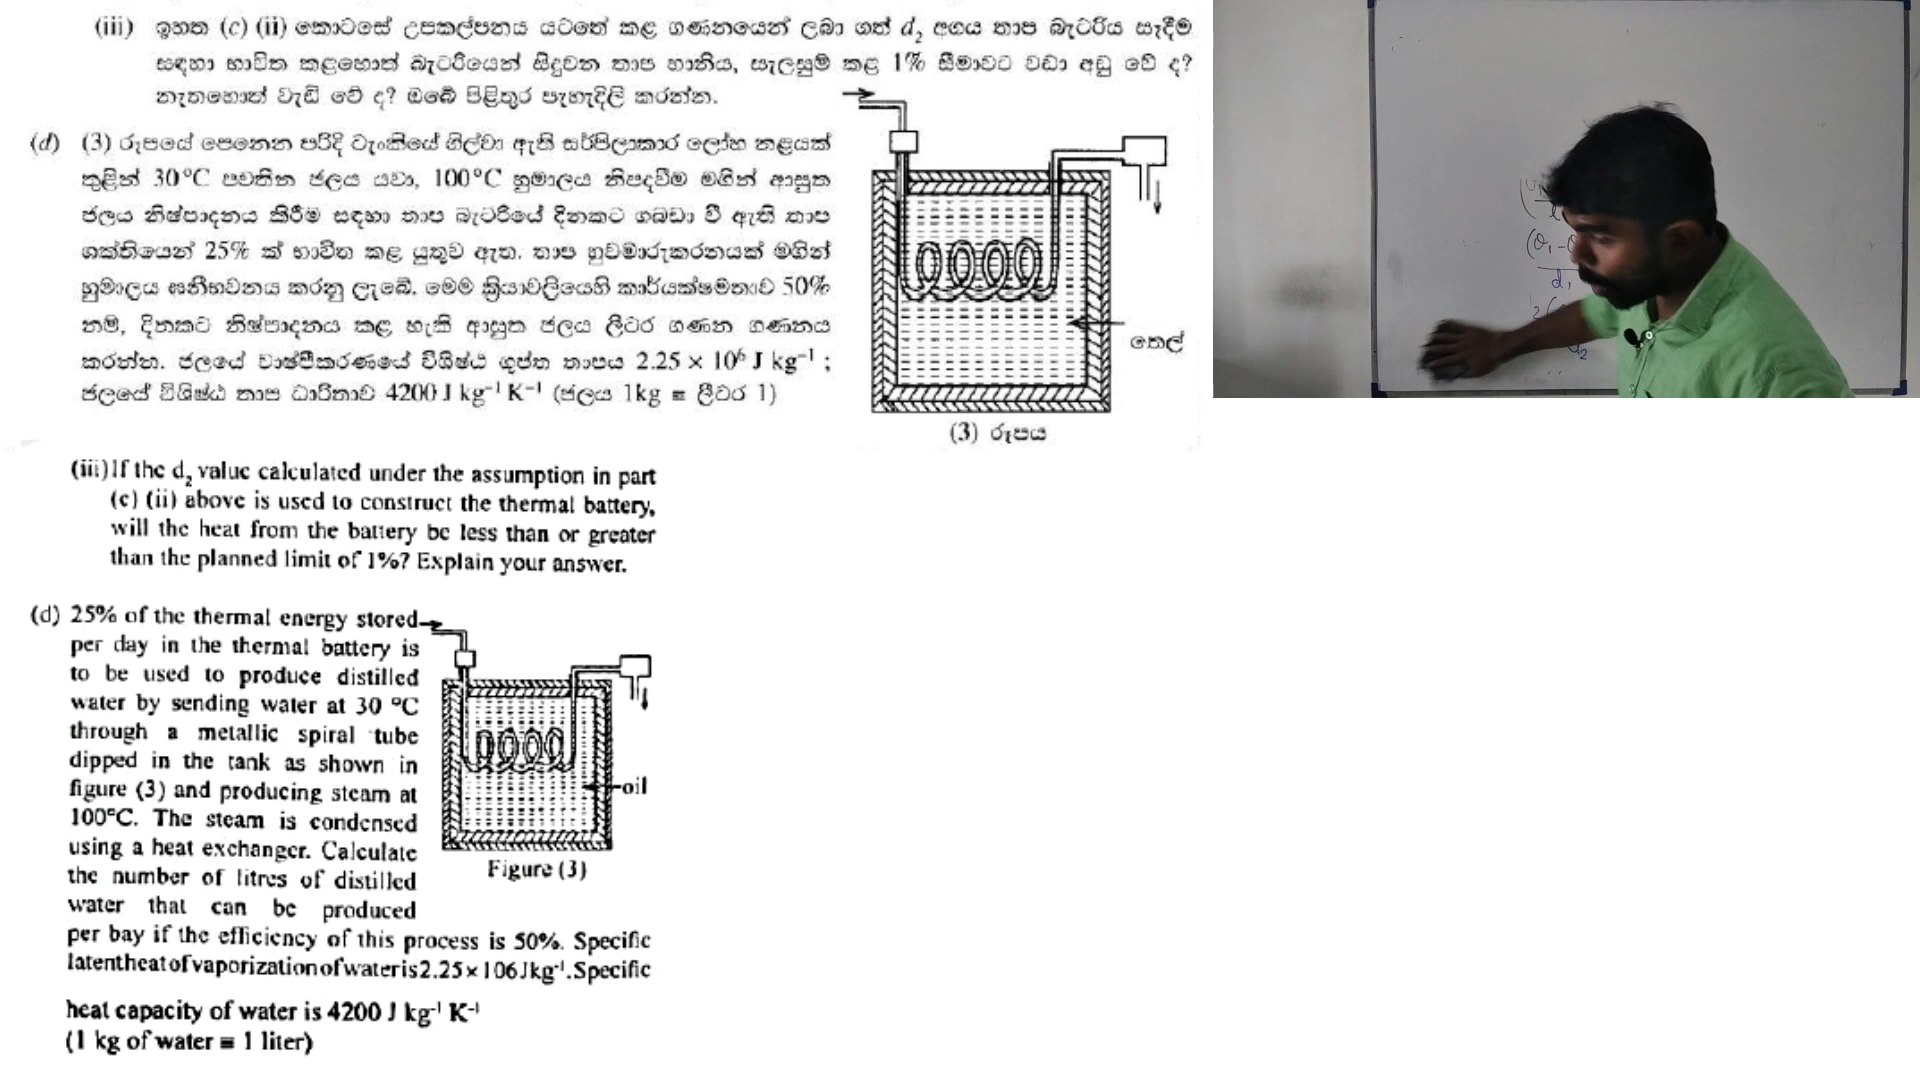 (iii) ඉහත (c) (ii) කොටසේ උපකල්පනය යටතේ කළ ගණනයෙන් ලබා ගත් d₂ අගය තාප බැටරිය සෑදීම
සඳහා භාවිත කළහොත් බැටරියෙන් සිදුවන තාප හානිය, සැලසුම් කළ 1% සීමාවට වඩා අඩු වේ ද?
නැතහොත් වැඩි වේ ද? ඔබේ පිළිතුර පැහැදිලි කරන්න.
(d) (3) රූපයේ පෙනෙන පරිදි ටැංකියේ ගිල්වා ඇති සර්පිලාකාර ලෝහ නළයක්
තුළින් 30°C පවතින ජලය යවා, 100°C හුමාලය නිපදවීම මගින් ආසුත
ජලය නිෂ්පාදනය කිරීම සඳහා තාප බැටරියේ දිනකට ගබඩා වී ඇති තාප
ශක්තියෙන් 25% ක් භාවිත කළ යුතුව ඇත. තාප හුවමාරුකරනයක් මගින්
හුමාලය ඝනීභවනය කරනු ලැබේ. මෙම ක්‍රියාවලියෙහි කාර්යක්ෂමතාව 50%
නම්, දිනකට නිෂ්පාදනය කළ හැකි ආසුත ජලය ලීටර ගණන ගණනය
කරන්න. ජලයේ වාෂ්පීකරණයේ විශිෂ්ඨ ගුප්ත තාපය 2.25 × 10⁶ J kg⁻¹ ;
ජලයේ විශිෂ්ඨ තාප ධාරිතාව 4200 J kg⁻¹ K⁻¹ (ජලය 1kg ≡ ලීටර 1)
තෙල්
(3) රූපය
(iii) If the d₂ value calculated under the assumption in part
(c) (ii) above is used to construct the thermal battery,
will the heat from the battery be less than or greater
than the planned limit of 1%? Explain your answer.
(d) 25% of the thermal energy stored
per day in the thermal battery is
to be used to produce distilled
water by sending water at 30 °C
through a metallic spiral tube
dipped in the tank as shown in
figure (3) and producing steam at
100°C. The steam is condensed
using a heat exchanger. Calculate
the number of litres of distilled
water that can be produced
per bay if the efficiency of this process is 50%. Specific
latent heat of vaporization of water is 2.25 × 106 J kg⁻¹. Specific
heat capacity of water is 4200 J kg⁻¹ K⁻¹
(1 kg of water ≡ 1 liter)
oil
Figure (3)